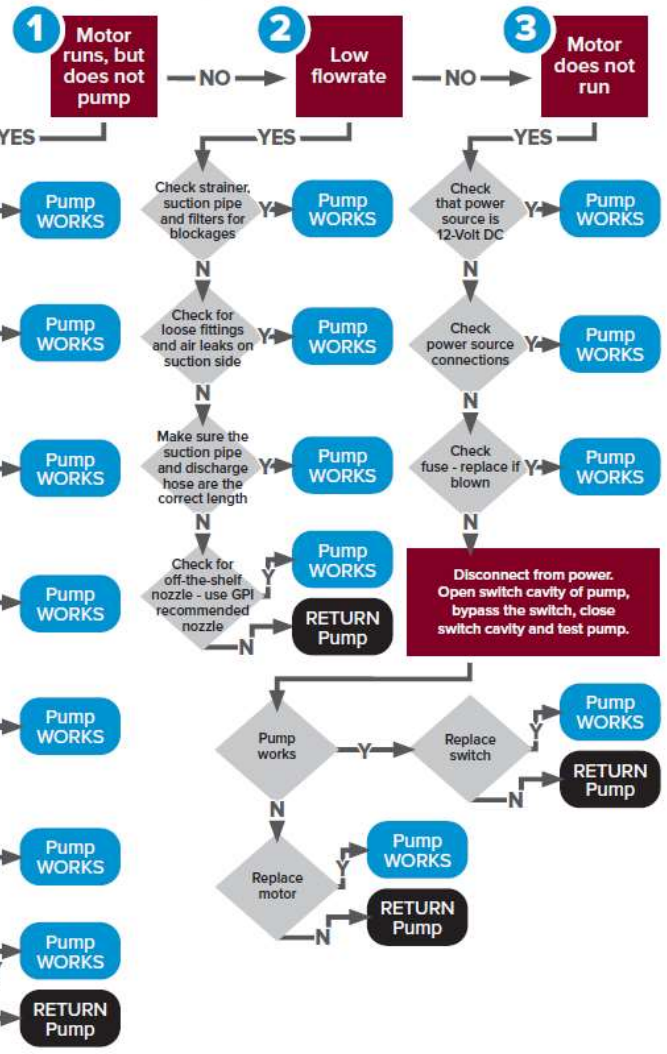 1
Motor
runs, but
does not
pump
NO
2
Low
flowrate
NO
3
Motor
does not
run
YES
YES
YES
Pump
WORKS
Check strainer,
suction pipe
and filters for
blockages
Y
Pump
WORKS
Check
that power
source is
12-Volt DC
Y
Pump
WORKS
N
N
Pump
WORKS
Check for
loose fittings
and air leaks on
suction side
Y
Pump
WORKS
Check
power source
connections
Y
Pump
WORKS
N
N
Pump
WORKS
Make sure the
suction pipe
and discharge
hose are the
correct length
Y
Pump
WORKS
Check
fuse - replace if
blown
Y
Pump
WORKS
N
N
Pump
WORKS
Check for
off-the-shelf
nozzle - use GPI
recommended
nozzle
Y
Pump
WORKS
N
RETURN
Pump
Disconnect from power.
Open switch cavity of pump,
bypass the switch, close
switch cavity and test pump.
Pump
WORKS
Pump
works
Y
Replace
switch
Y
Pump
WORKS
N
RETURN
Pump
N
Pump
WORKS
Replace
motor
Y
Pump
WORKS
N
RETURN
Pump
Pump
WORKS
RETURN
Pump